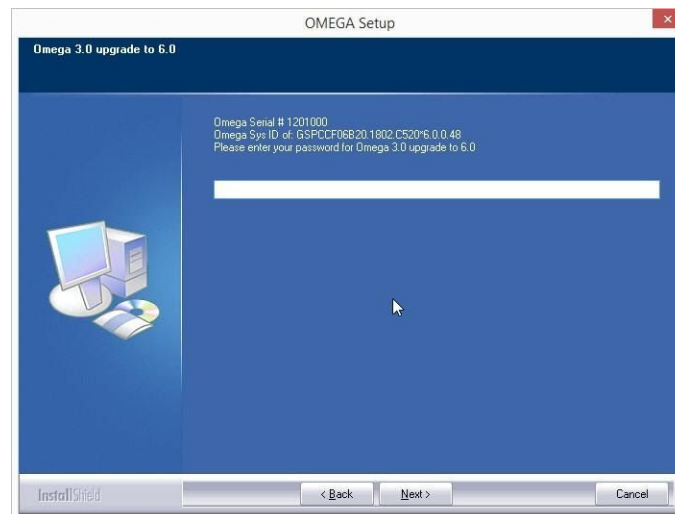 OMEGA Setup
Omega 3.0 upgrade to 6.0
Omega Serial # 1201000
Omega Sys ID of: GSPCCF06B20.1802.C520*6.0.0.48
Please enter your password for Omega 3.0 upgrade to 6.0
InstallShield
< Back Next > Cancel